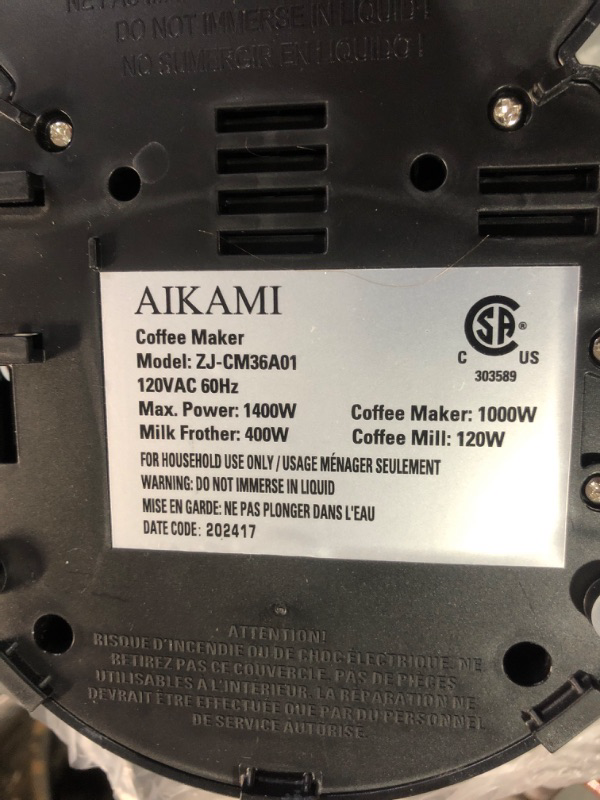 DO NOT IMMERSE IN LIQUID !
NO SUMERGIR EN LIQUIDO !
AIKAMI
Coffee Maker
Model: ZJ-CM36A01
120VAC 60Hz
Max. Power: 1400W
Coffee Maker: 1000W
Milk Frother: 400W
Coffee Mill: 120W
FOR HOUSEHOLD USE ONLY / USAGE MÉNAGER SEULEMENT
WARNING: DO NOT IMMERSE IN LIQUID
MISE EN GARDE: NE PAS PLONGER DANS L'EAU
DATE CODE: 202417
SA ®
C US
303589
ATTENTION!
RISQUE D'INCENDIE OU DE CHOC ÉLECTRIQUE. NE
RETIREZ PAS CE COUVERCLE. PAS DE PIÈCES
UTILISABLES À L'INTÉRIEUR. LA RÉPARATION NE
DEVRAIT ÊTRE EFFECTUÉE QUE PAR DU PERSONNEL
DE SERVICE AUTORISÉ.